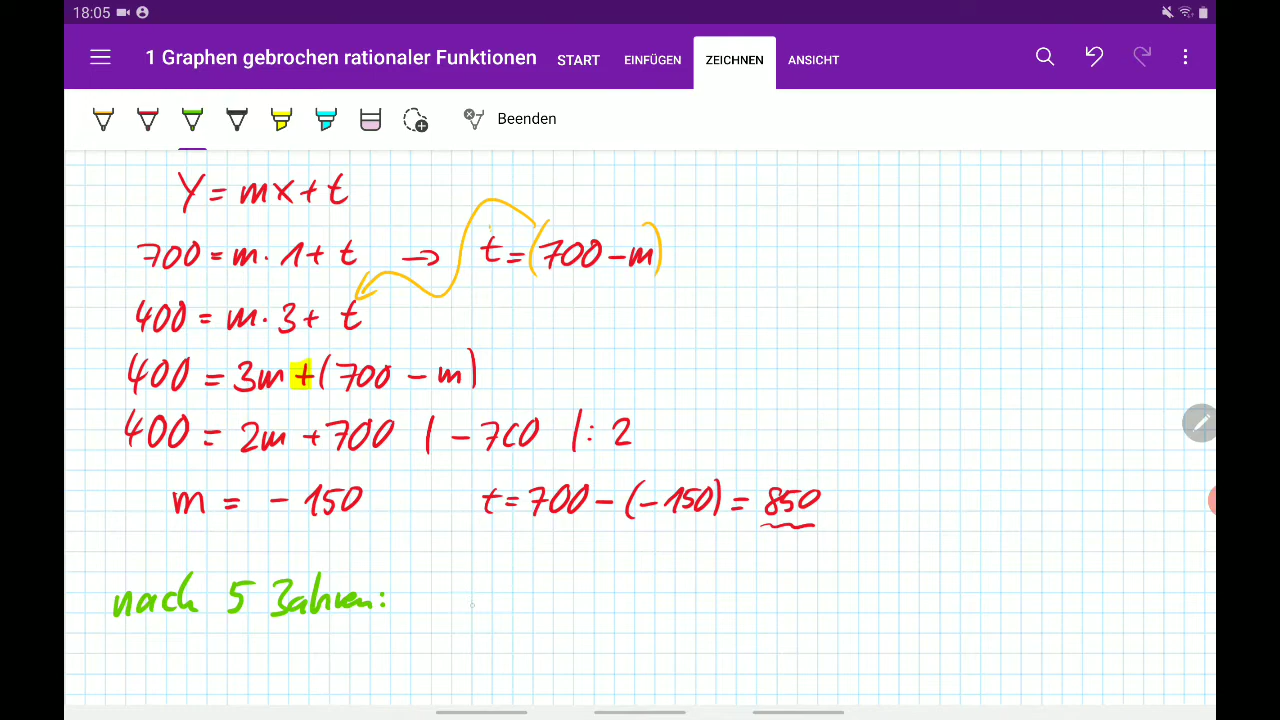 18:05
1 Graphen gebrochen rationaler Funktionen START EINFÜGEN ZEICHNEN ANSICHT
Beenden
y = mx + t
700 = m · 1 + t → t = (700 - m)
400 = m · 3 + t
400 = 3m + (700 - m)
400 = 2m + 700 | - 700 | : 2
m = - 150 t = 700 - (- 150) = 850
nach 5 Jahren: